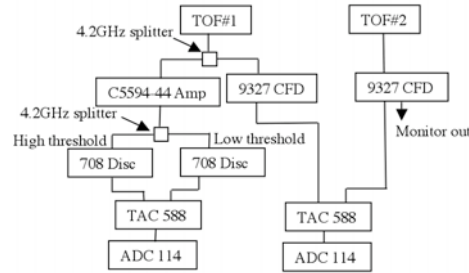 TOF#1
TOF#2
4.2GHz splitter
C5594-44 Amp
9327 CFD
9327 CFD
4.2GHz splitter
Monitor out
High threshold
Low threshold
708 Disc
708 Disc
TAC 588
TAC 588
ADC 114
ADC 114